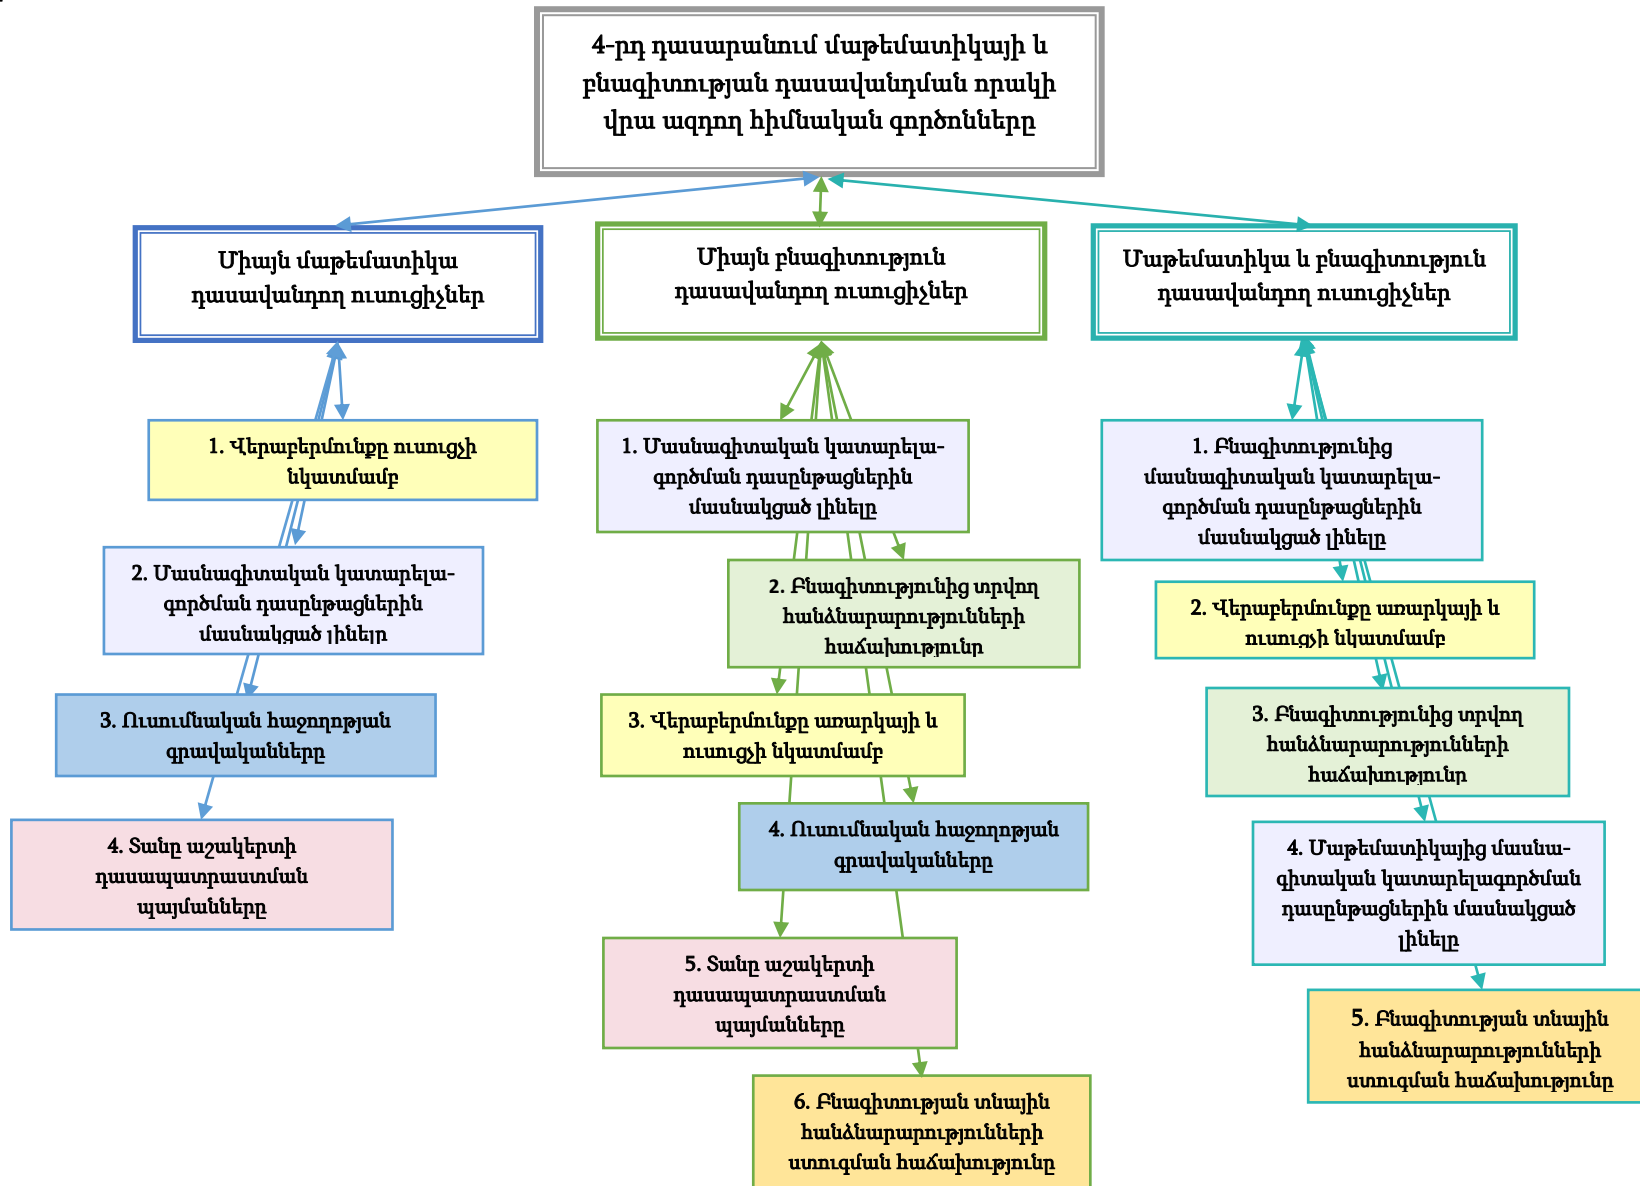 4-րդ դասարանում մաթեմատիկայի և
բնագիտության դասավանդման որակի
վրա ազդող հիմնական գործոնները
Միայն մաթեմատիկա
դասավանդող ուսուցիչներ
1. Վերաբերմունքը ուսուցչի
նկատմամբ
2. Մասնագիտական կատարելա-
գործման դասընթացներին
մասնակցած լինելը
3. Ուսումնական հաջողոթյան
գրավականները
4. Տանը աշակերտի
դասապատրաստման
պայմանները
Միայն բնագիտություն
դասավանդող ուսուցիչներ
1. Մասնագիտական կատարելա-
գործման դասընթացներին
մասնակցած լինելը
2. Բնագիտությունից տրվող
հանձնարարությունների
հաճախությունը
3. Վերաբերմունքը առարկայի և
ուսուցչի նկատմամբ
4. Ուսումնական հաջողոթյան
գրավականները
5. Տանը աշակերտի
դասապատրաստման
պայմանները
6. Բնագիտության տնային
հանձնարարությունների
ստուգման հաճախությունը
Մաթեմատիկա և բնագիտություն
դասավանդող ուսուցիչներ
1. Բնագիտությունից
մասնագիտական կատարելա-
գործման դասընթացներին
մասնակցած լինելը
2. Վերաբերմունքը առարկայի և
ուսուցչի նկատմամբ
3. Բնագիտությունից տրվող
հանձնարարությունների
հաճախությունը
4. Մաթեմատիկայից մասնա-
գիտական կատարելագործման
դասընթացներին մասնակցած
լինելը
5. Բնագիտության տնային
հանձնարարությունների
ստուգման հաճախությունը